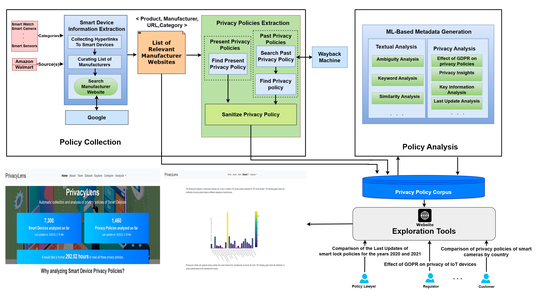 Smart Watch
Smart Camera
...
Smart Sensors
Categories
Amazon
Walmart
Source(s)
Smart Device
Information Extraction
Collecting Hyperlinks
To Smart Devices
Curating List of
Manufacturers
Search
Manufacturer
Website
Google
Policy Collection
< Product, Manufacturer,
URL,Category >
List of
Relevant
Manufacturer
Websites
Privacy Policies Extraction
Present Privacy
Policies
Find Present
Privacy Policy
Past Privacy
Policies
Search Past
Privacy Policy
Find Privacy
policy
Sanitize Privacy Policy
Wayback
Machine
ML-Based Metadata Generation
Textual Analysis
Ambiguity Analysis
Keyword Analysis
Similarity Analysis
Privacy Analysis
Effect of GDPR on
privacy Policies
Privacy Insights
Key Information
Analysis
Last Update Analysis
Policy Analysis
Privacy Policy Corpus
Website
Exploration Tools
Comparison of the Last Updates of
smart lock policies for the years 2020 and 2021
Effect of GDPR on privacy of IoT devices
Comparison of privacy policies of smart
cameras by country
Policy Lawyer
Regulator
...
Customer
PrivacyLens
PrivacyLens
Automatic collection and analysis of privacy policies of Smart Devices
7,300
Smart Devices analyzed so far
1,460
Privacy Policies analyzed so far
292.52 hours
Why analyzing Smart Device Privacy Policies?
PrivacyLens